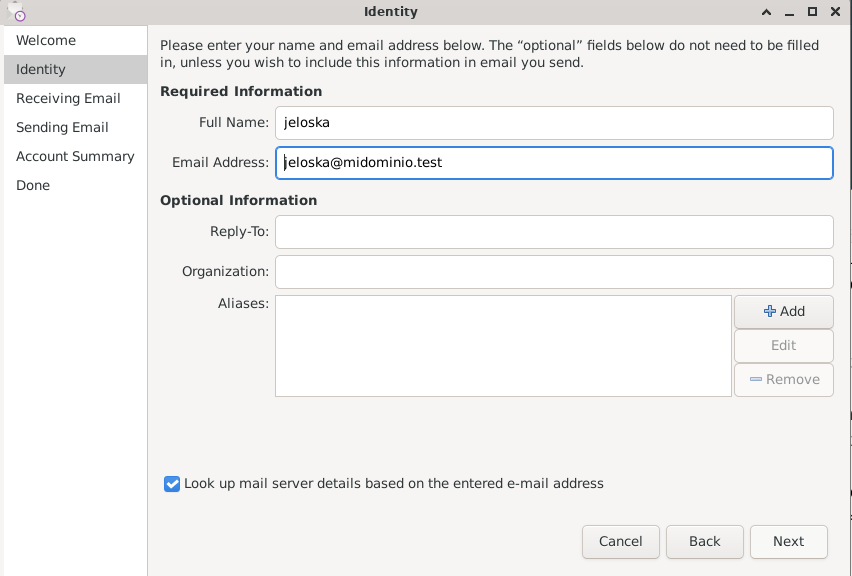 Identity
Welcome
Identity
Receiving Email
Sending Email
Account Summary
Done
Please enter your name and email address below. The “optional” fields below do not need to be filled
in, unless you wish to include this information in email you send.
Required Information
Full Name: jeloska
Email Address: jeloska@midominio.test
Optional Information
Reply-To:
Organization:
Aliases:
Add
Edit
Remove
Look up mail server details based on the entered e-mail address
Cancel Back Next